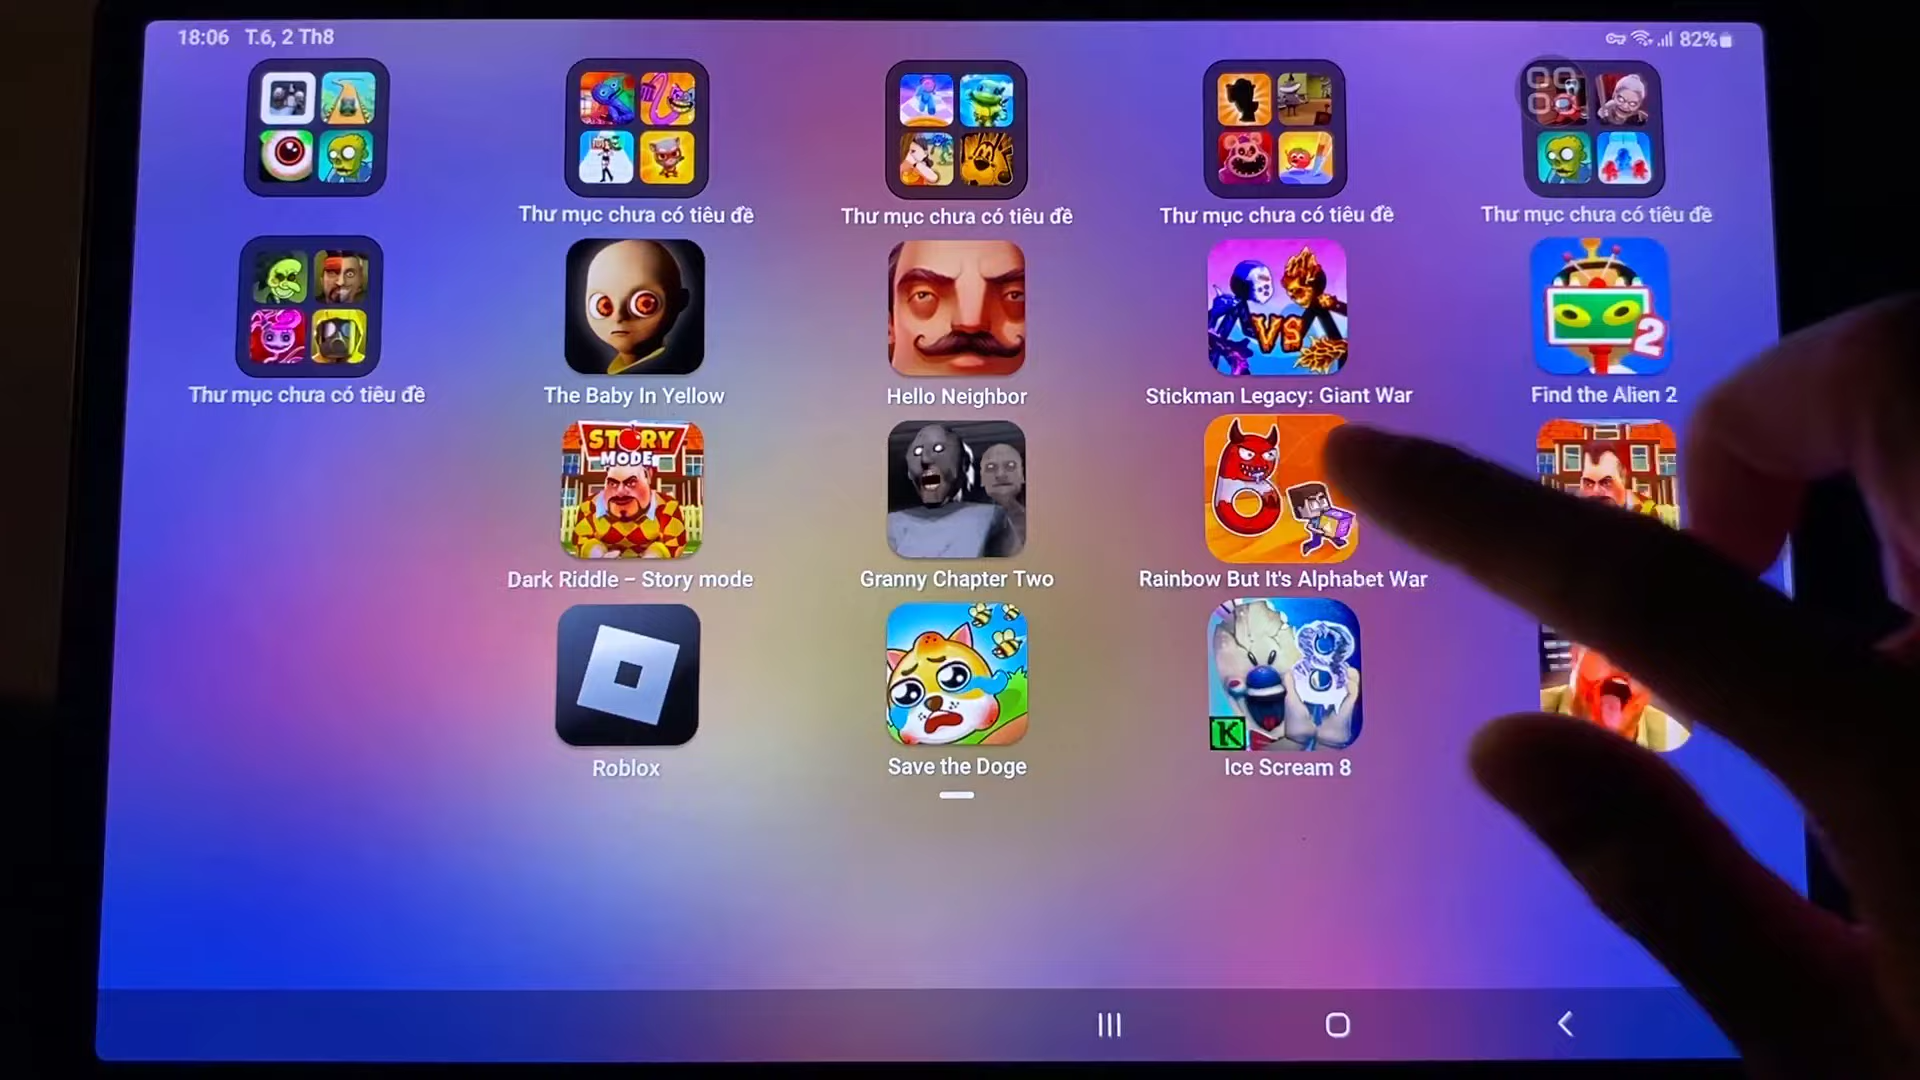 18:06 T.6, 2 Th8
82%
Thư mục chưa có tiêu đề
Thư mục chưa có tiêu đề
Thư mục chưa có tiêu đề
Thư mục chưa có tiêu đề
Thư mục chưa có tiêu đề
The Baby In Yellow
Hello Neighbor
VS
Stickman Legacy: Giant War
2
Find the Alien 2
STORY
MODE
Dark Riddle – Story mode
Granny Chapter Two
Rainbow But It's Alphabet War
Roblox
Save the Doge
8
K
Ice Scream 8